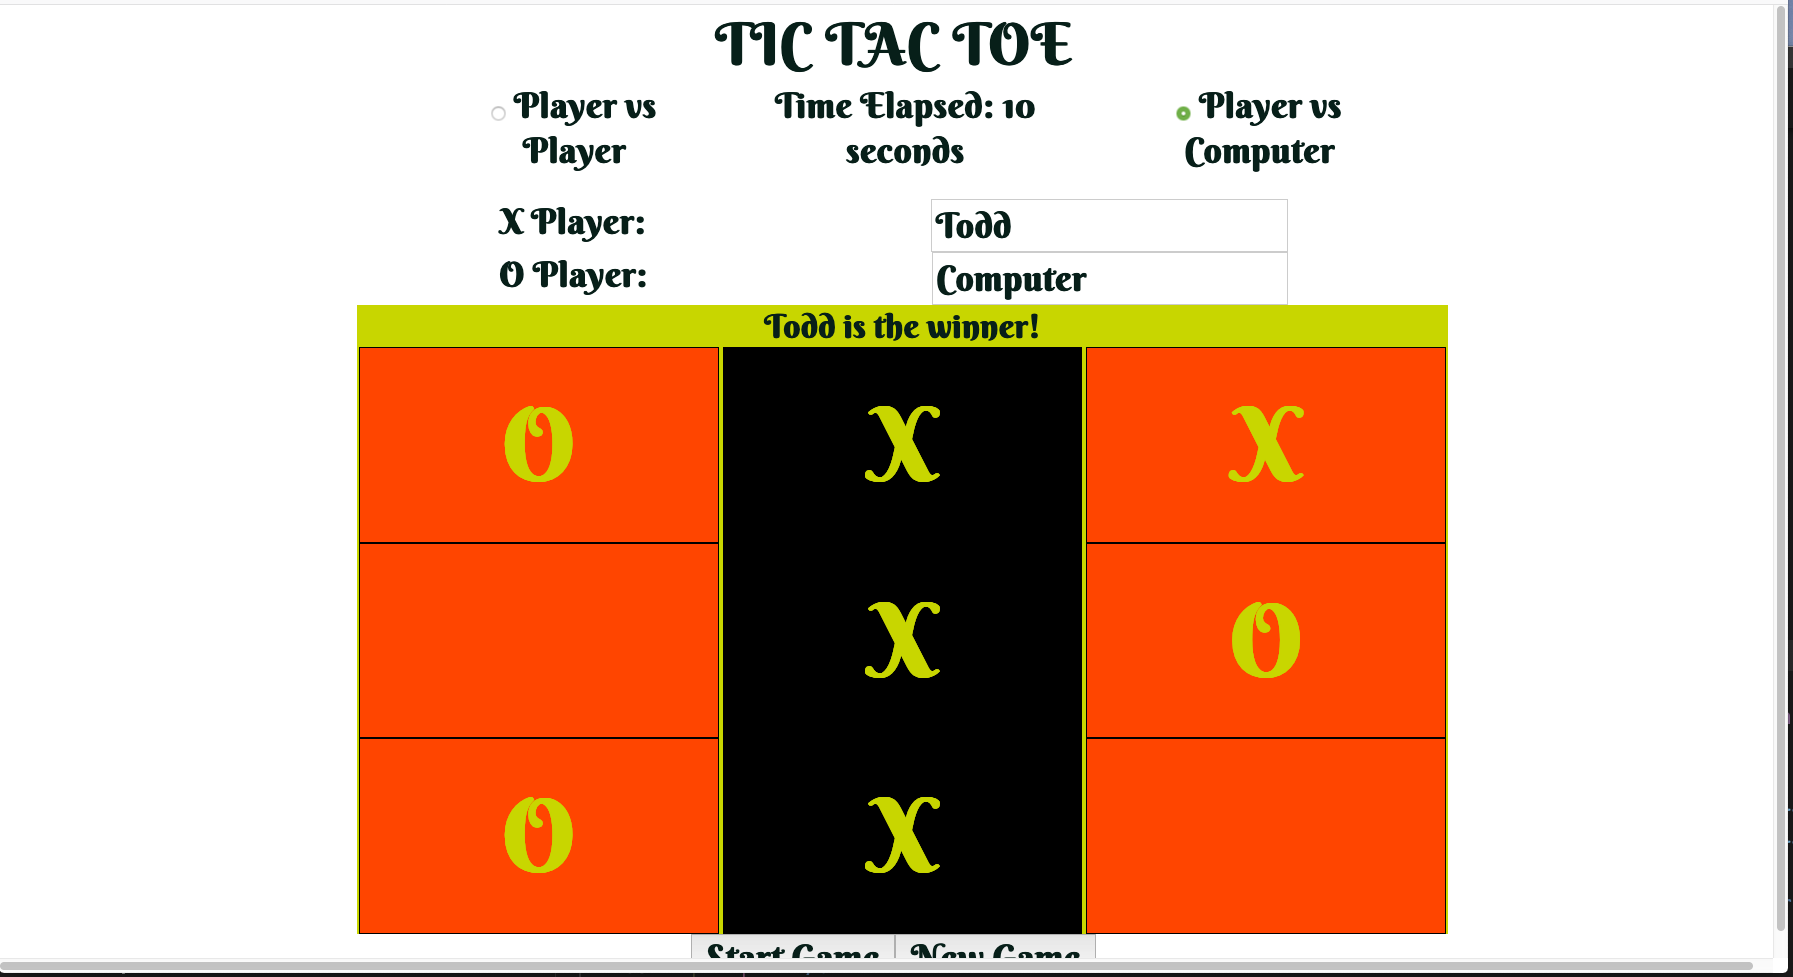 TIC TAC TOE
Player vs Player
Time Elapsed: 10 seconds
Player vs Computer
X Player: Todd
O Player: Computer
Todd is the winner!
O X X
X O
O X
Start Game New Game